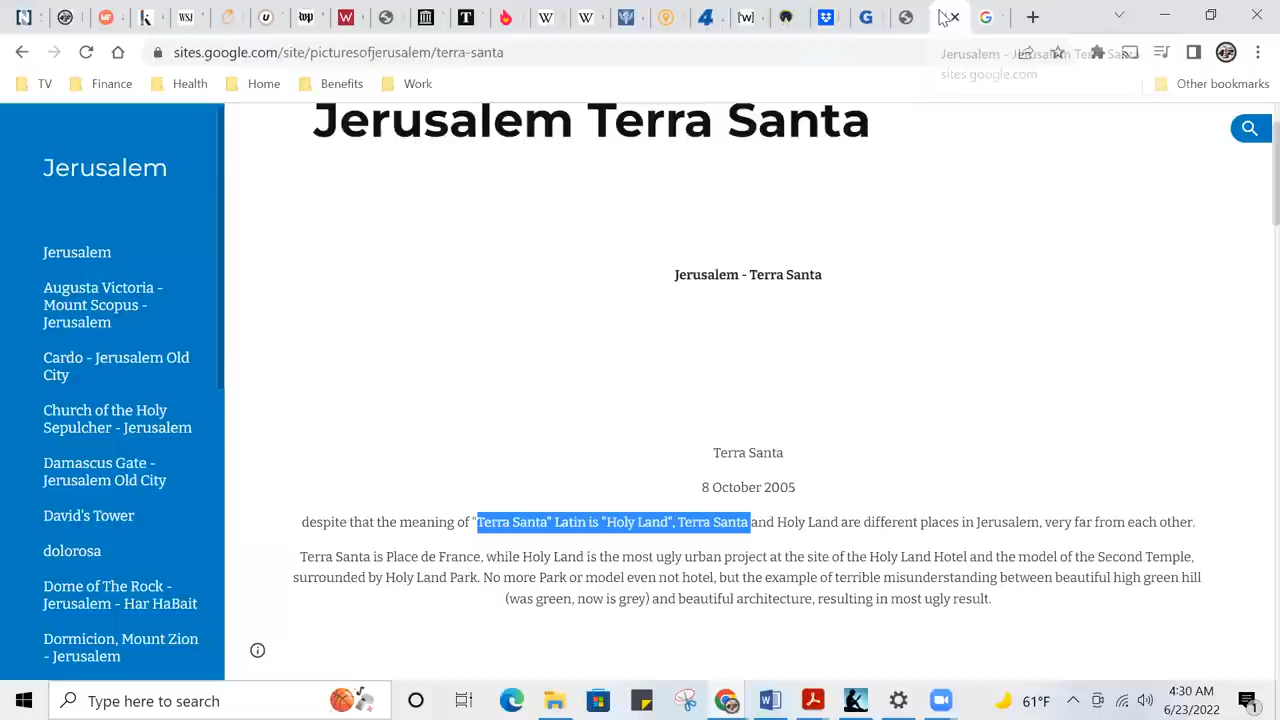 sites.google.com/site/picturesofjerusalem/terra-santa
Jerusalem - Jerusalem Terra Santa
sites.google.com
TV
Finance
Health
Home
Benefits
Work
Other bookmarks
Jerusalem Terra Santa
Jerusalem
Jerusalem
Augusta Victoria -
Mount Scopus -
Jerusalem
Cardo - Jerusalem Old
City
Church of the Holy
Sepulcher - Jerusalem
Damascus Gate -
Jerusalem Old City
David's Tower
dolorosa
Dome of The Rock -
Jerusalem - Har HaBait
Dormicion, Mount Zion
- Jerusalem
Jerusalem - Terra Santa
Terra Santa
8 October 2005
despite that the meaning of "Terra Santa" Latin is "Holy Land", Terra Santa and Holy Land are different places in Jerusalem, very far from each other.
Terra Santa is Place de France, while Holy Land is the most ugly urban project at the site of the Holy Land Hotel and the model of the Second Temple,
surrounded by Holy Land Park. No more Park or model even not hotel, but the example of terrible misunderstanding between beautiful high green hill
(was green, now is grey) and beautiful architecture, resulting in most ugly result.
Type here to search
61°F
4:30 AM
6/23/2022